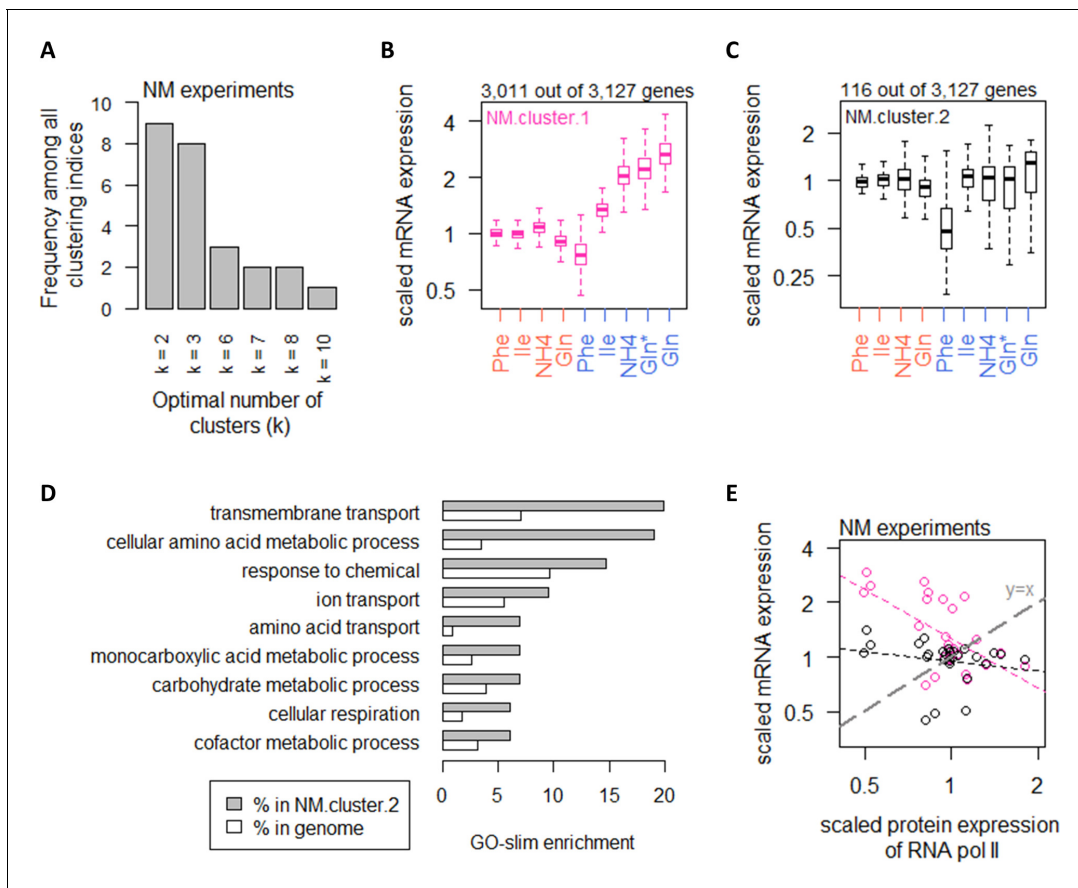 A
NM experiments
Frequency among all
clustering indices
10
8
6
4
2
0
k = 2
k = 3
k = 6
k = 7
k = 8
k = 10
Optimal number of
clusters (k)
B
3,011 out of 3,127 genes
NM.cluster.1
scaled mRNA expression
4
2
1
0.5
Phe
Ile
NH4
Gln
Phe
Ile
NH4
Gln*
Gln
C
116 out of 3,127 genes
NM.cluster.2
scaled mRNA expression
2
1
0.5
0.25
Phe
Ile
NH4
Gln
Phe
Ile
NH4
Gln*
Gln
D
transmembrane transport
cellular amino acid metabolic process
response to chemical
ion transport
amino acid transport
monocarboxylic acid metabolic process
carbohydrate metabolic process
cellular respiration
cofactor metabolic process
0 5 10 15 20
GO-slim enrichment
% in NM.cluster.2
% in genome
E
NM experiments
scaled mRNA expression
4
2
1
0.5
y=x
0.5 1 2
scaled protein expression
of RNA pol II